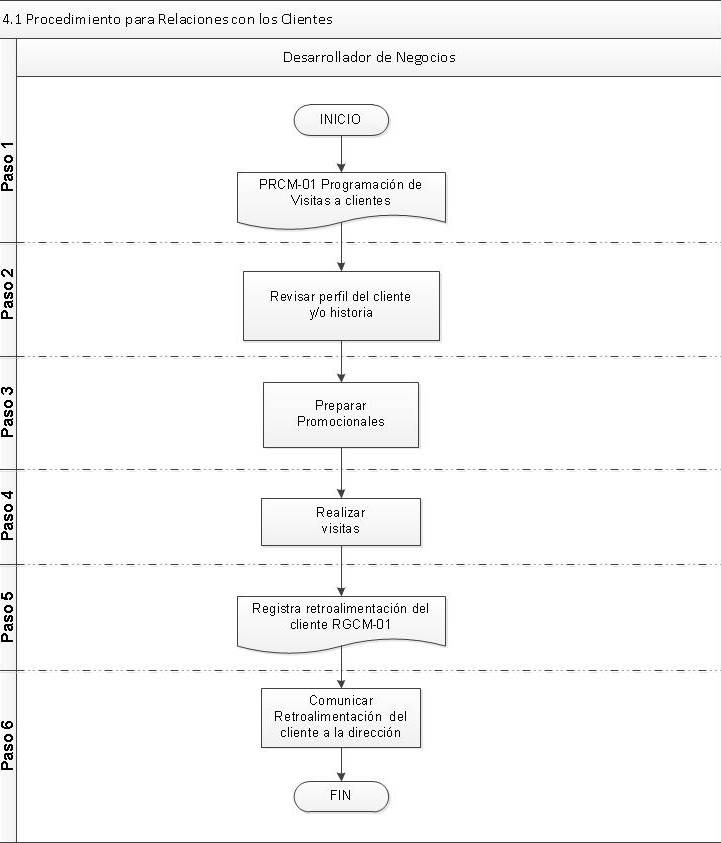 4.1 Procedimiento para Relaciones con los Clientes
Desarrollador de Negocios
Paso 1
INICIO
PRCM-01 Programación de
Visitas a clientes
Paso 2
Revisar perfil del cliente
y/o historia
Paso 3
Preparar
Promocionales
Paso 4
Realizar
visitas
Paso 5
Registra retroalimentación del
cliente RGCM-01
Paso 6
Comunicar
Retroalimentación del
cliente a la dirección
FIN